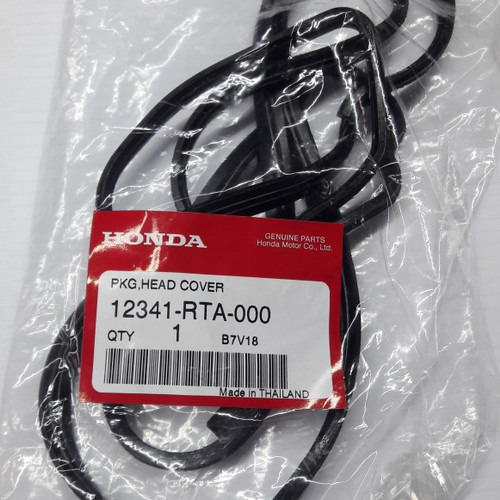 HONDA
GENUINE PARTS
Honda Motor Co., Ltd.
PKG,HEAD COVER
12341-RTA-000
QTY 1 B7V18
Made in THAILAND